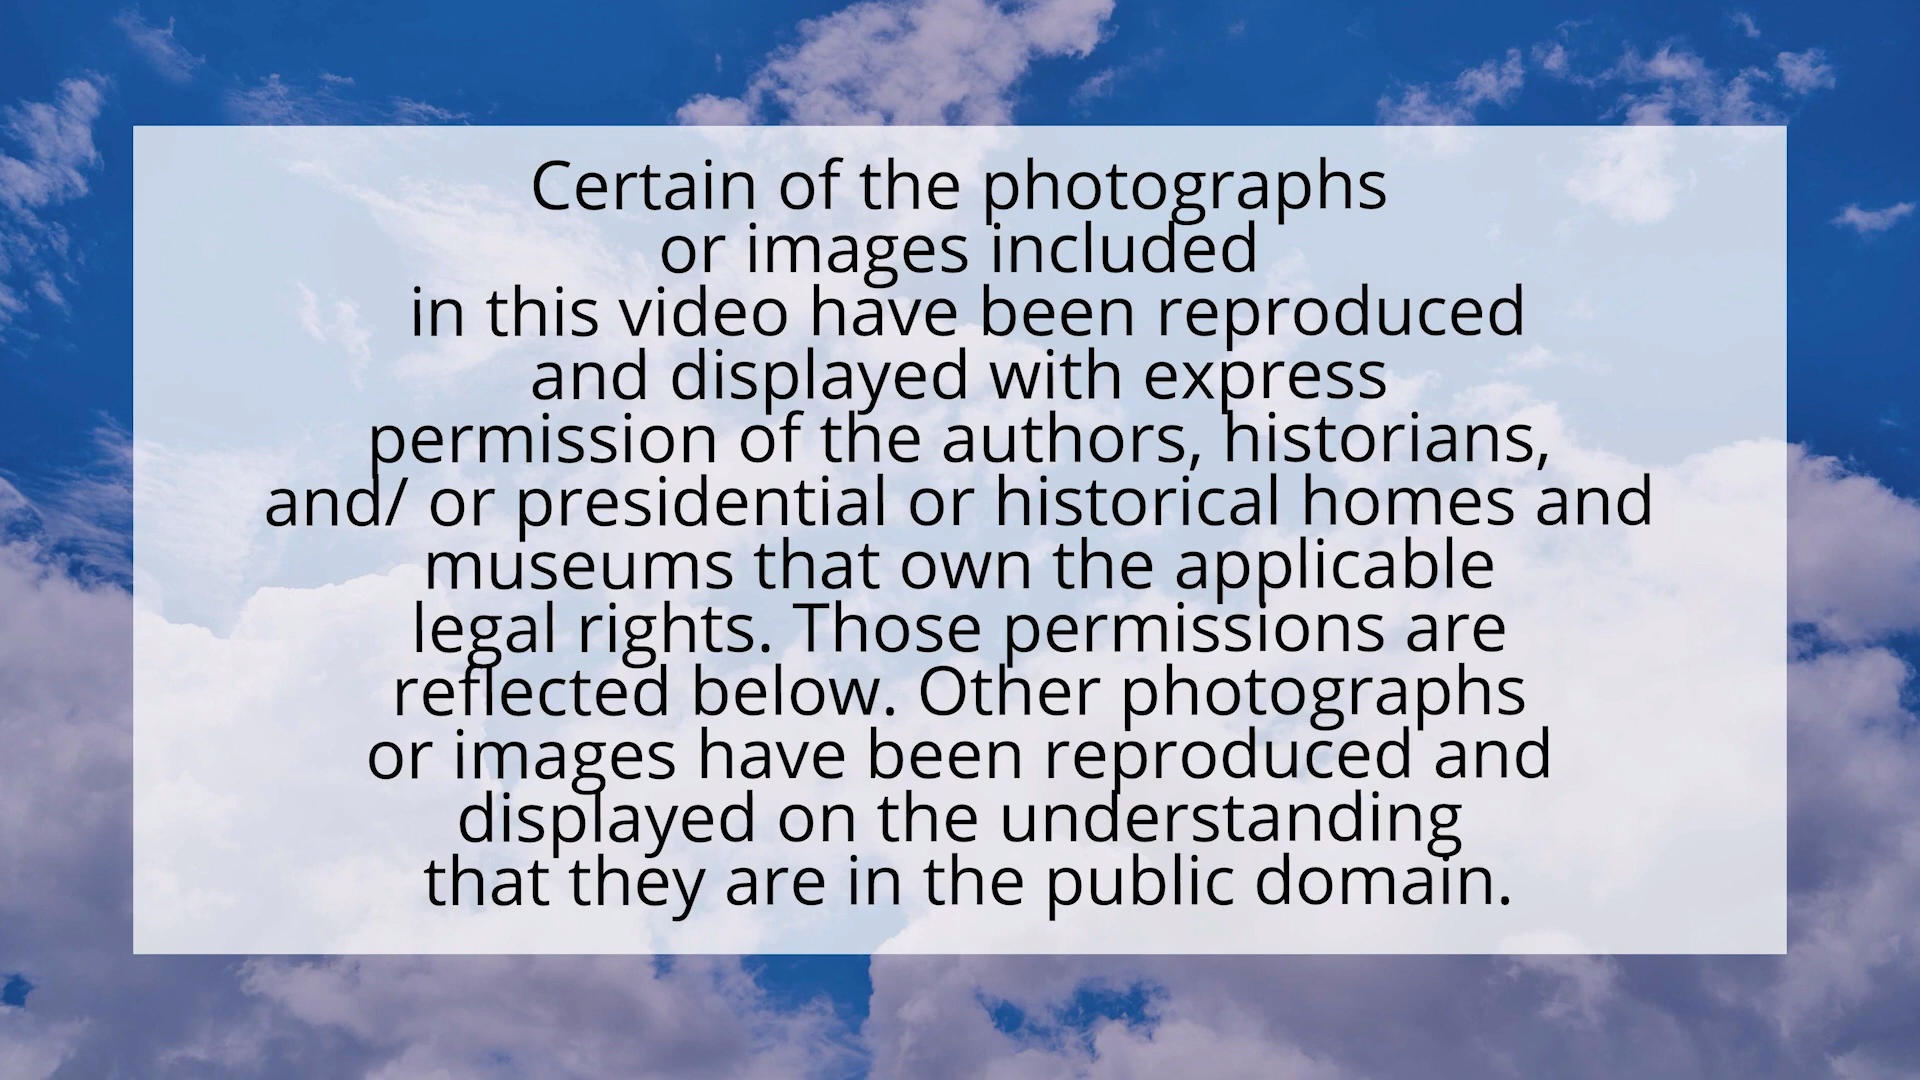 Certain of the photographs
or images included
in this video have been reproduced
and displayed with express
permission of the authors, historians,
and/ or presidential or historical homes and
museums that own the applicable
legal rights. Those permissions are
reflected below. Other photographs
or images have been reproduced and
displayed on the understanding
that they are in the public domain.